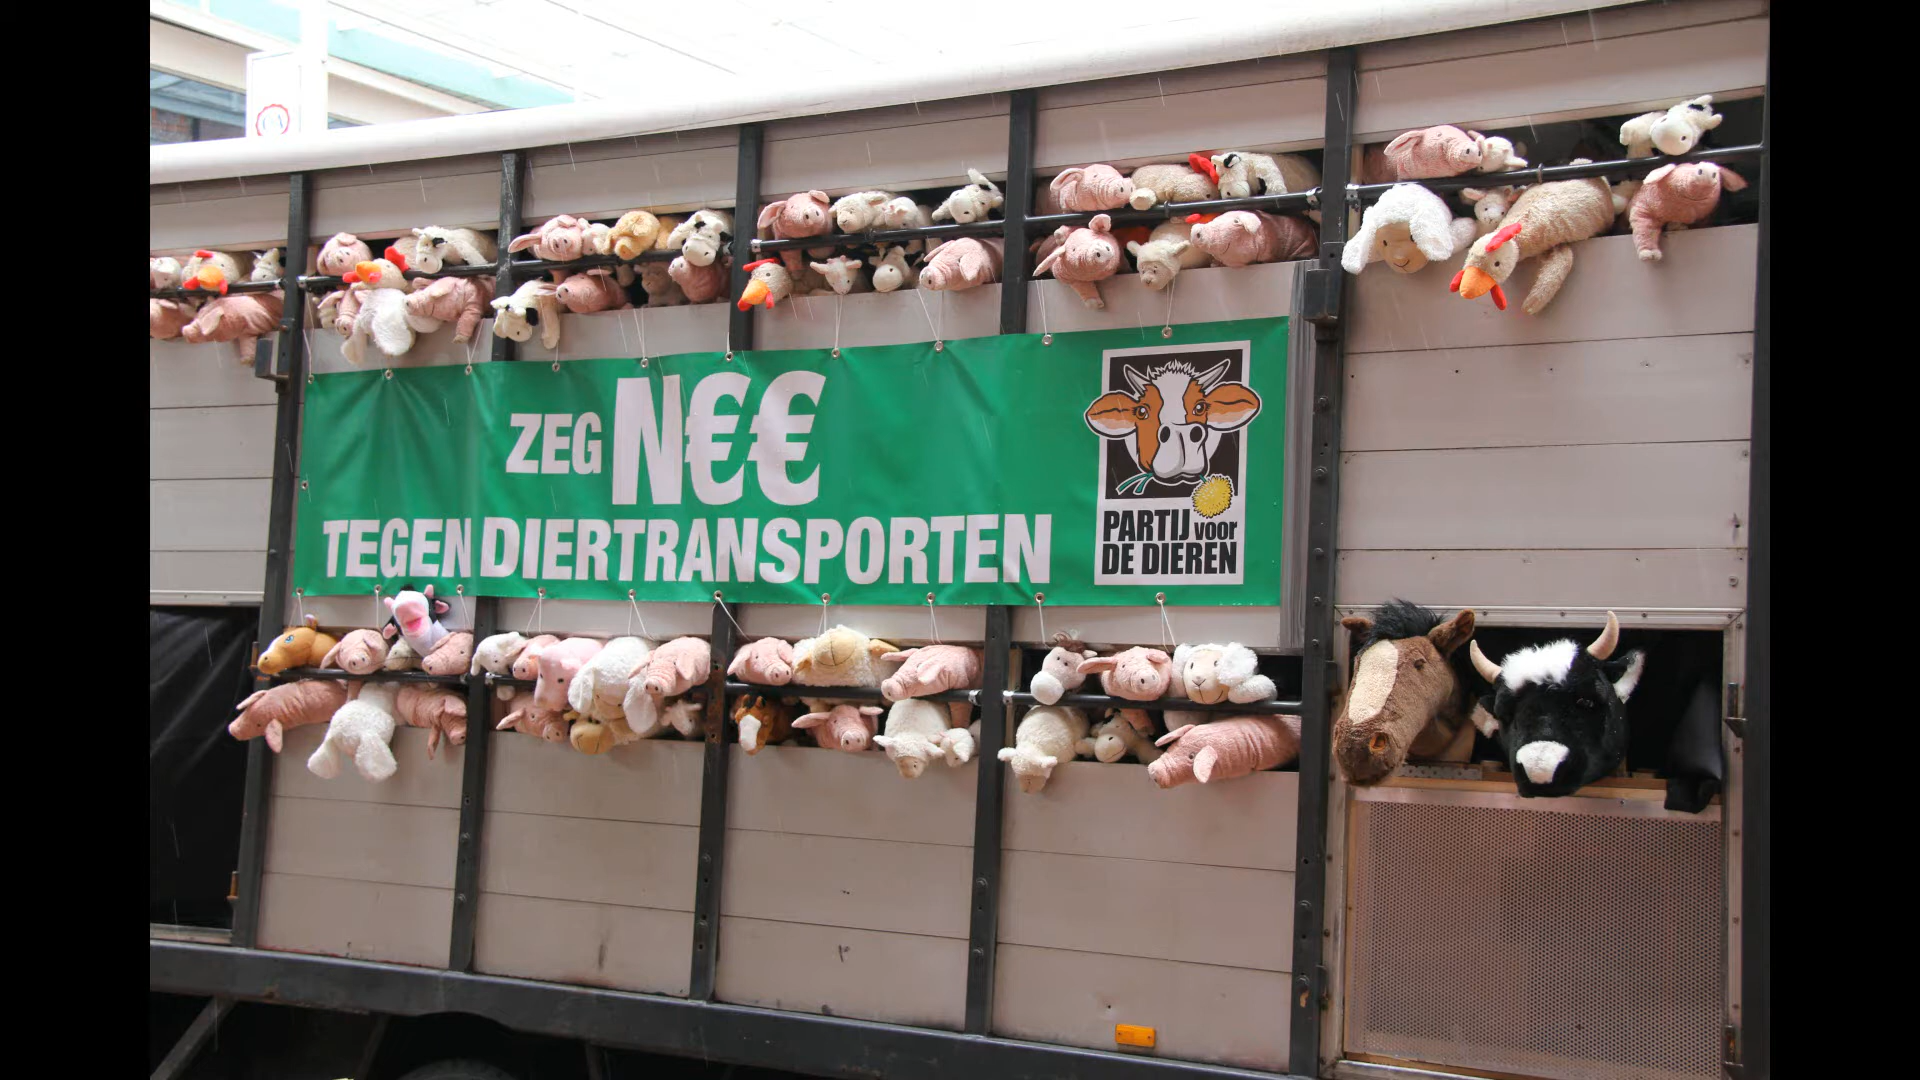 ZEG N€€
TEGEN DIERTRANSPORTEN
PARTIJ voor
DE DIEREN